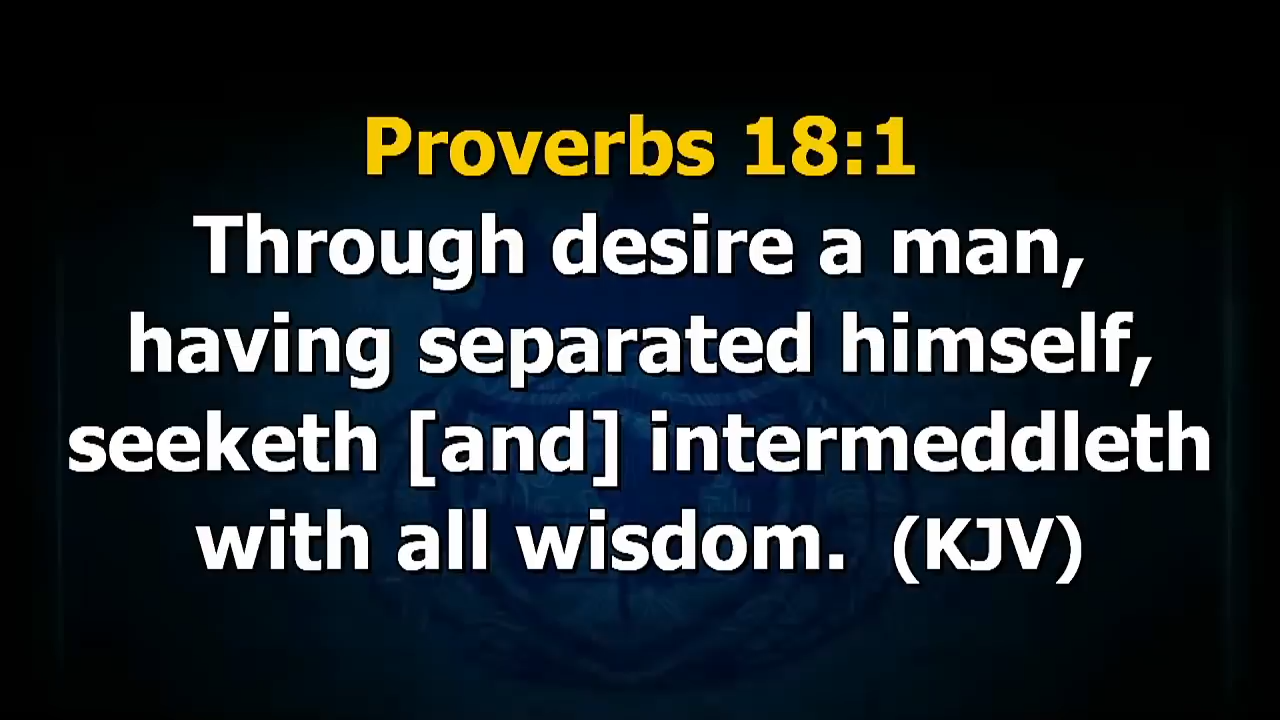 Proverbs 18:1
Through desire a man,
having separated himself,
seeketh [and] intermeddleth
with all wisdom. (KJV)